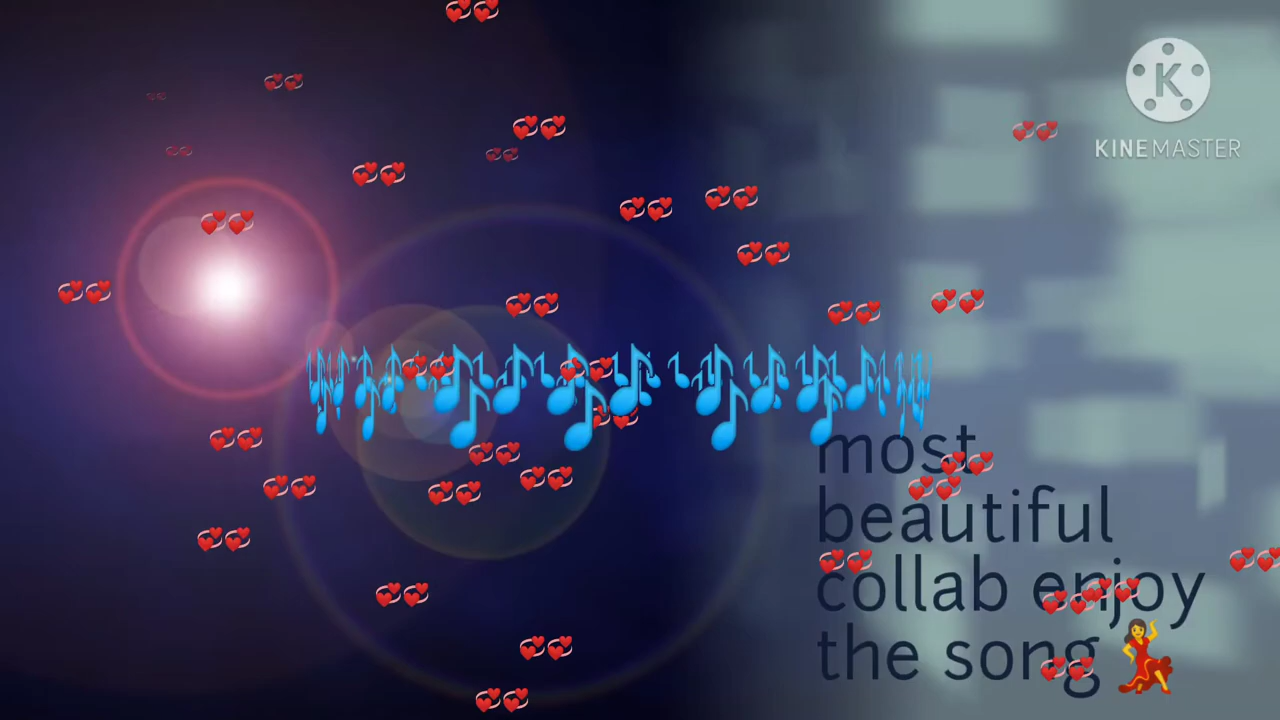 K
KINEMASTER
most
beautiful
collab enjoy
the song 💃